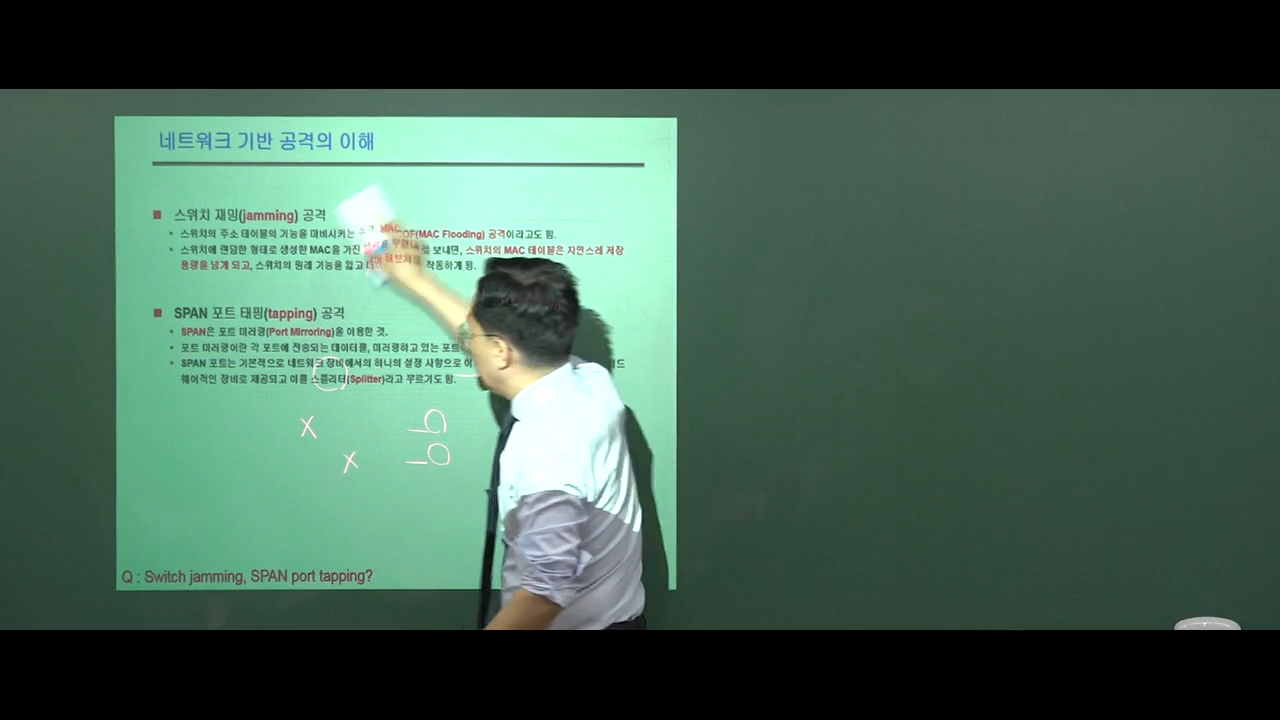 네트워크 기반 공격의 이해
■ 스위치 재밍(jamming) 공격
• 스위치의 주소 테이블의 기능을 마비시키는 MAC OF(MAC Flooding) 공격이라고도 함.
• 스위치에 랜덤한 형태로 생성한 MAC을 가진 보내면, 스위치의 MAC 테이블은 자연스레 저장
용량을 넘게 되고, 스위치의 원래 기능을 잃고 작동하게 됨.
■ SPAN 포트 태핑(tapping) 공격
• SPAN은 포트 미러링(Port Mirroring)을 이용한 것.
• 포트 미러링이란 각 포트에 전송되는 데이터를, 미러링하고 있는
• SPAN 포트는 기본적으로 네트워크 장비에서의 하나의 설정 사항으로
웨어적인 장비로 제공되고 이를 스플리터(Splitter)라고 부르기도 함.
x
x
Q : Switch jamming, SPAN port tapping?